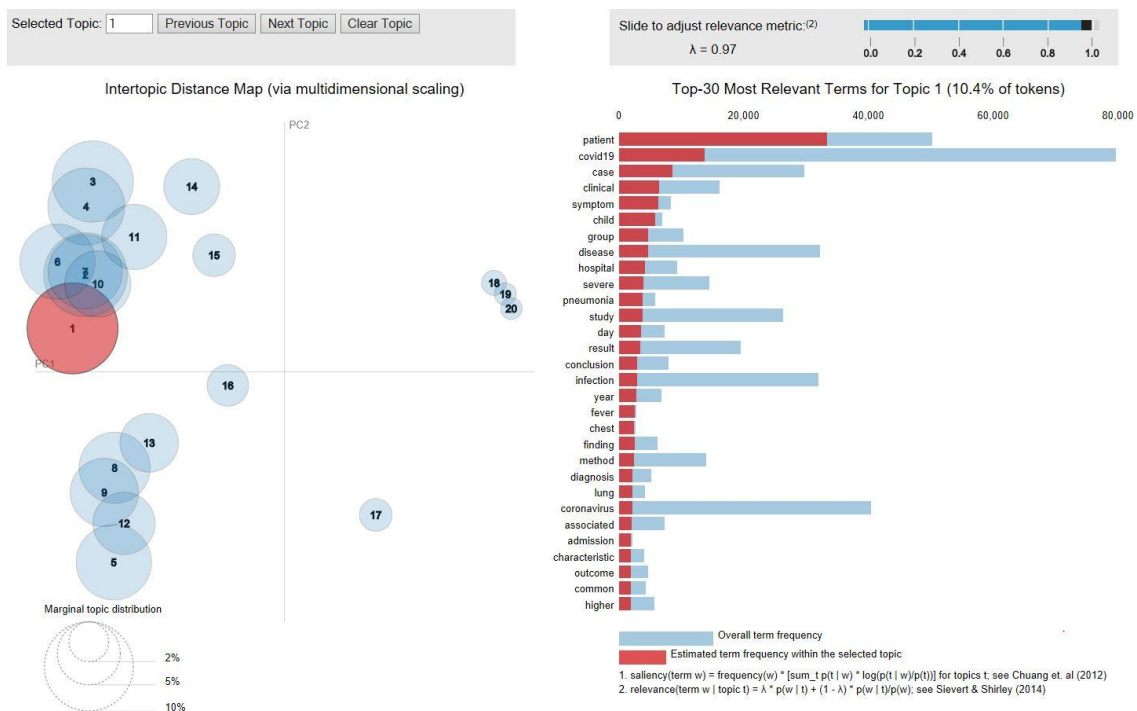 Selected Topic: 1 Previous Topic Next Topic Clear Topic
Slide to adjust relevance metric:(2)
λ = 0.97
0.0 0.2 0.4 0.6 0.8 1.0
Intertopic Distance Map (via multidimensional scaling)
PC2
PC1
3
4
14
11
15
6
2
10
1
18
19
20
16
13
8
9
12
17
5
Marginal topic distribution
2%
5%
10%
Top-30 Most Relevant Terms for Topic 1 (10.4% of tokens)
0 20,000 40,000 60,000 80,000
patient
covid19
case
clinical
symptom
child
group
disease
hospital
severe
pneumonia
study
day
result
conclusion
infection
year
fever
chest
finding
method
diagnosis
lung
coronavirus
associated
admission
characteristic
outcome
common
higher
Overall term frequency
Estimated term frequency within the selected topic
1. saliency(term w) = frequency(w) * [sum_t p(t | w) * log(p(t | w)/p(t))] for topics t; see Chuang et. al (2012)
2. relevance(term w | topic t) = λ * p(w | t) + (1 - λ) * p(w | t)/p(w); see Sievert & Shirley (2014)